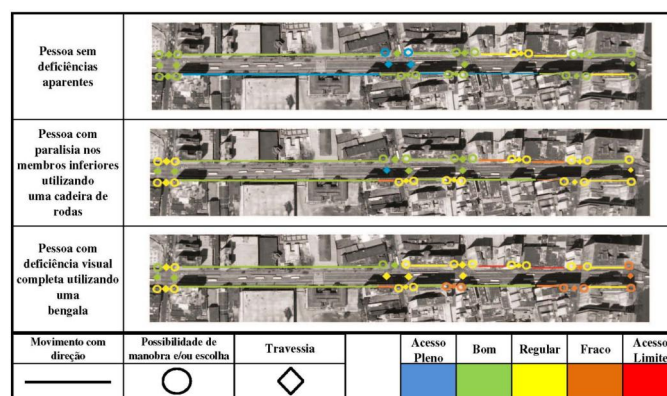 Pessoa sem
deficiências
aparentes
Pessoa com
paralisia nos
membros inferiores
utilizando
uma cadeira de
rodas
Pessoa com
deficiência visual
completa utilizando
uma
bengala
Movimento com
direção
Possibilidade de
manobra e/ou escolha
Travessia
Acesso
Pleno
Bom
Regular
Fraco
Acesso
Limite